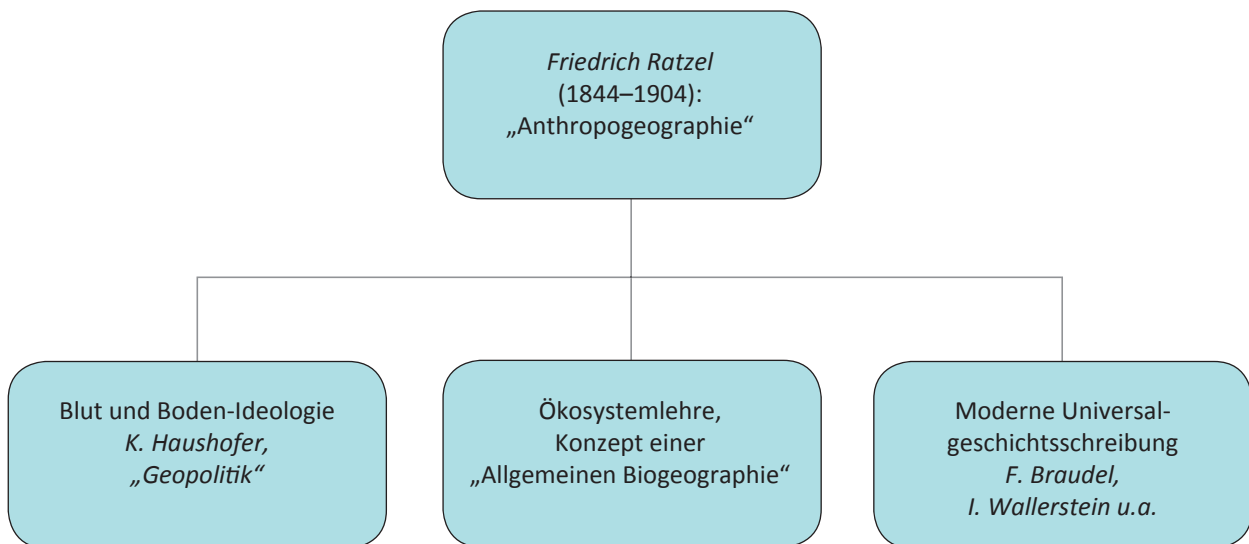 Friedrich Ratzel
(1844–1904):
„Anthropogeographie“
Blut und Boden-Ideologie
K. Haushofer,
„Geopolitik“
Ökosystemlehre,
Konzept einer
„Allgemeinen Biogeographie“
Moderne Universal-
geschichtsschreibung
F. Braudel,
I. Wallerstein u.a.